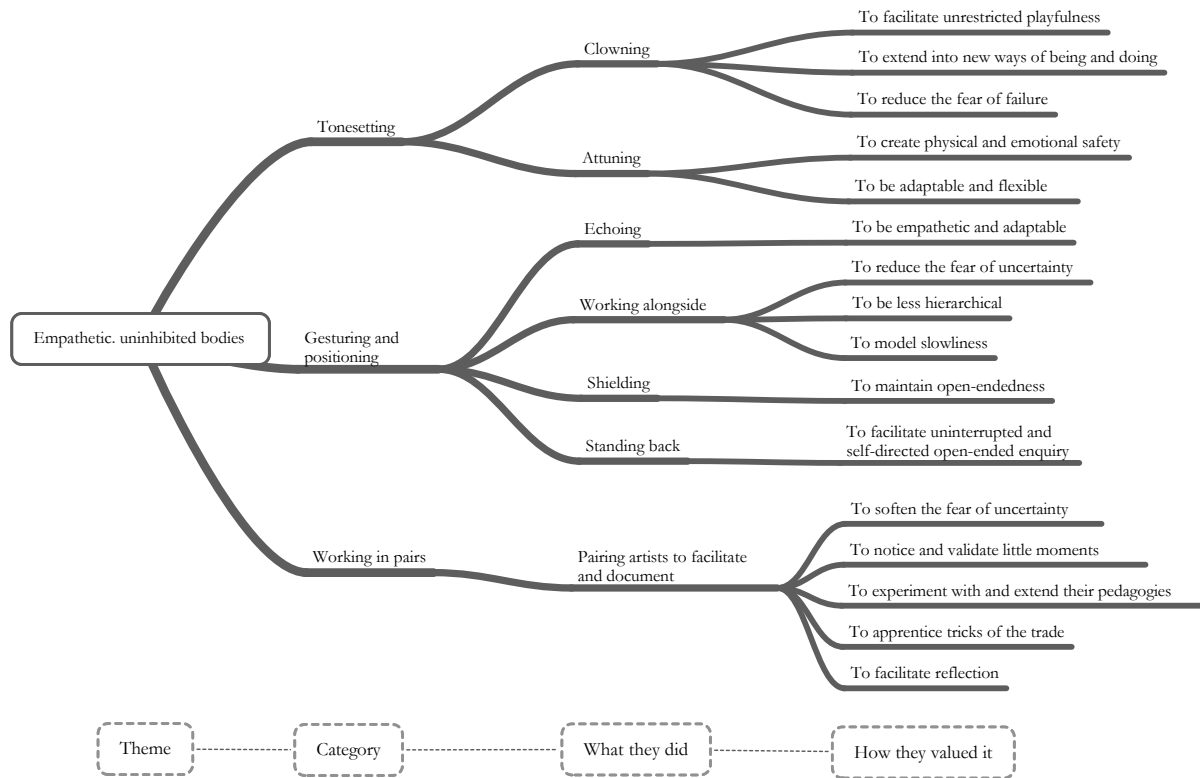 To facilitate unrestricted playfulness
Clowning
To extend into new ways of being and doing
To reduce the fear of failure
Tonesetting
To create physical and emotional safety
Attuning
To be adaptable and flexible
Echoing
To be empathetic and adaptable
To reduce the fear of uncertainty
Working alongside
To be less hierarchical
Empathetic. uninhibited bodies
Gesturing and
positioning
To model slowliness
Shielding
To maintain open-endedness
Standing back
To facilitate uninterrupted and
self-directed open-ended enquiry
To soften the fear of uncertainty
Working in pairs
Pairing artists to facilitate
and document
To notice and validate little moments
To experiment with and extend their pedagogies
To apprentice tricks of the trade
To facilitate reflection
Theme
Category
What they did
How they valued it